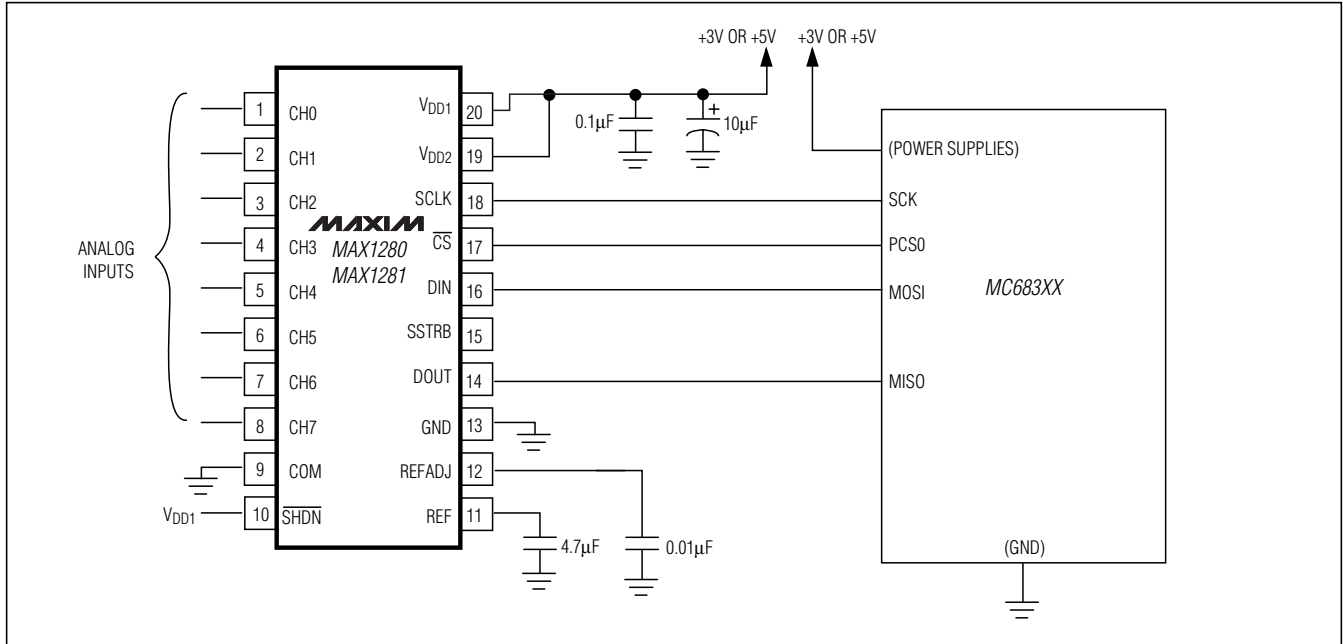 +3V OR +5V +3V OR +5V
1 CH0 VDD1 20
0.1µF + 10µF
2 CH1 VDD2 19
(POWER SUPPLIES)
3 CH2 SCLK 18 SCK
MAXIM
ANALOG
INPUTS
4 CH3 MAX1280 CS 17 PCS0
MAX1281
5 CH4 DIN 16 MOSI
MC683XX
6 CH5 SSTRB 15
7 CH6 DOUT 14 MISO
8 CH7 GND 13
9 COM REFADJ 12
VDD1 10 SHDN REF 11
4.7µF 0.01µF
(GND)